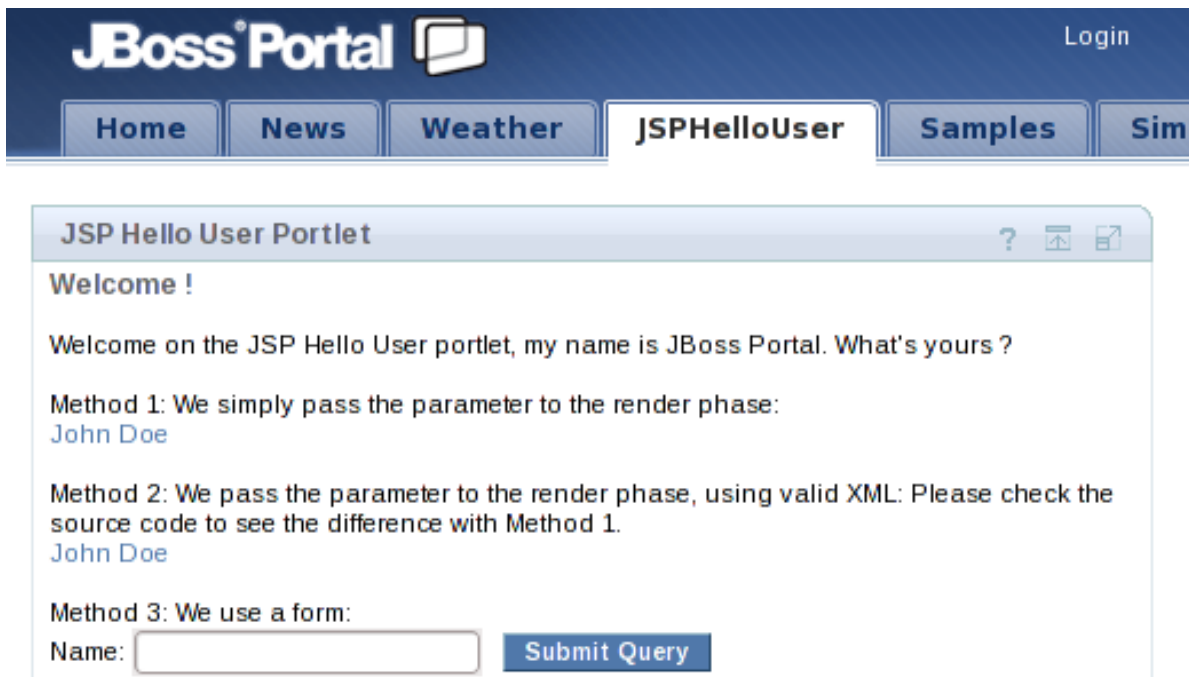 JBoss Portal
Login
Home News Weather JSPHelloUser Samples Sim
JSP Hello User Portlet
?
Welcome !
Welcome on the JSP Hello User portlet, my name is JBoss Portal. What's yours ?
Method 1: We simply pass the parameter to the render phase:
John Doe
Method 2: We pass the parameter to the render phase, using valid XML: Please check the
source code to see the difference with Method 1.
John Doe
Method 3: We use a form:
Name: Submit Query